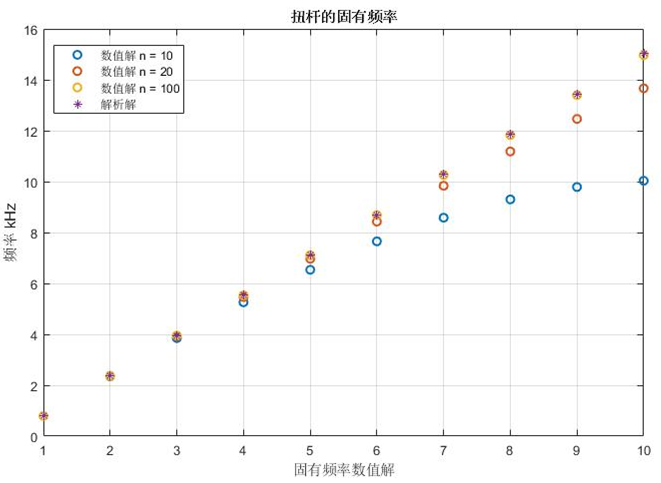 扭杆的固有频率
16
14
12
10
8
6
4
2
0
频率 kHz
数值解 n = 10
数值解 n = 20
数值解 n = 100
解析解
1 2 3 4 5 6 7 8 9 10
固有频率数值解